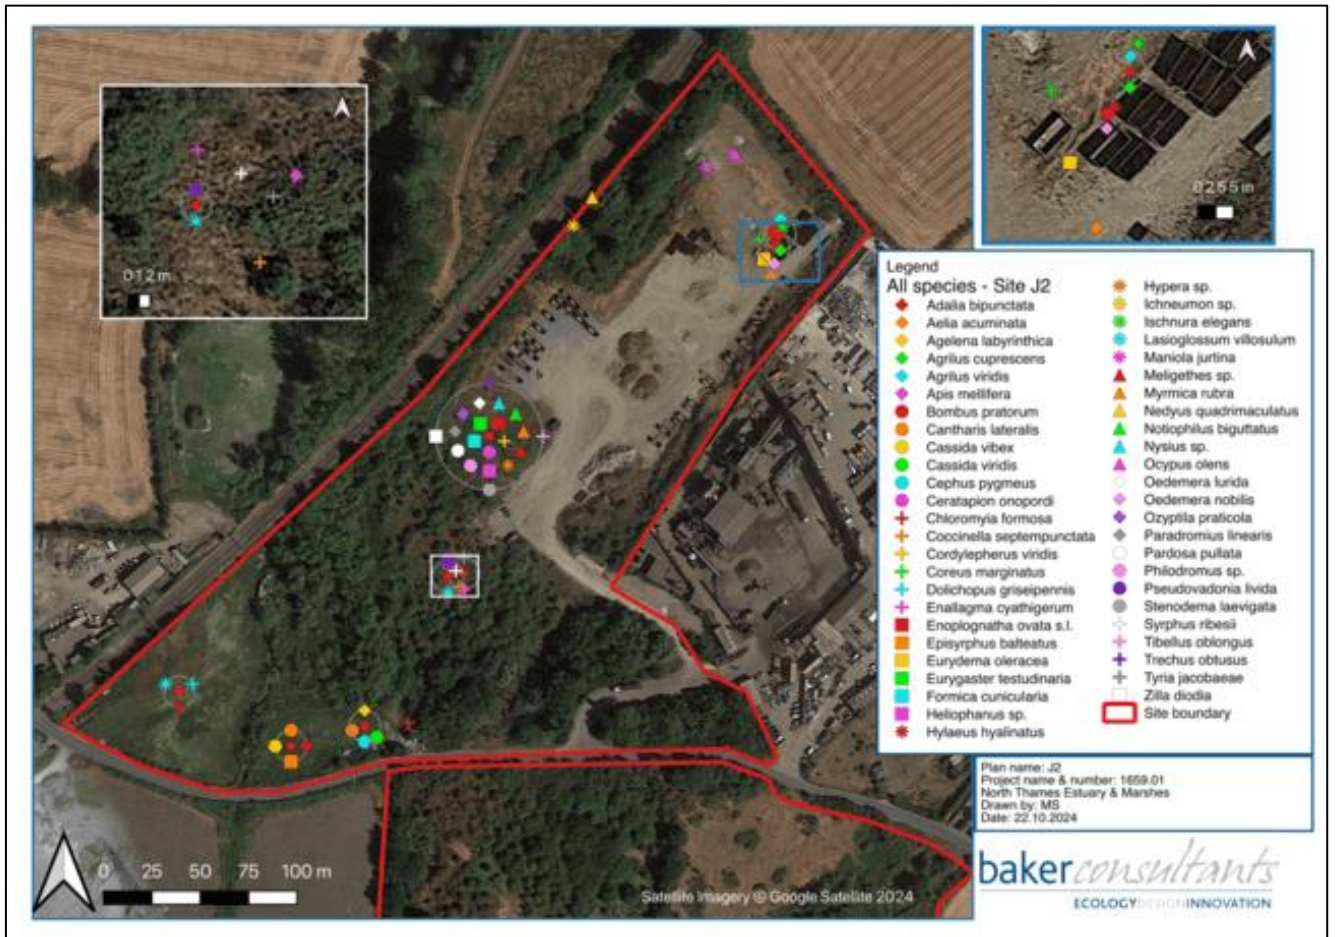 0 1 2 m
0 2.5 5 m
Legend
All species - Site J2
Adalia bipunctata
Aelia acuminata
Agelena labyrinthica
Agrilus cuprescens
Agrilus viridis
Apis mellifera
Bombus pratorum
Cantharis lateralis
Cassida vibex
Cassida viridis
Cephus pygmeus
Ceratapion onopordi
Chloromyia formosa
Coccinella septempunctata
Cordylepherus viridis
Coreus marginatus
Dolichopus griseipennis
Enallagma cyathigerum
Enoplognatha ovata s.l.
Episyrphus balteatus
Eurydema oleracea
Eurygaster testudinaria
Formica cunicularia
Heliophanus sp.
Hylaeus hyalinatus
Hypera sp.
Ichneumon sp.
Ischnura elegans
Lasioglossum villosulum
Maniola jurtina
Meligethes sp.
Myrmica rubra
Nedyus quadrimaculatus
Notiophilus biguttatus
Nysius sp.
Ocypus olens
Oedemera lurida
Oedemera nobilis
Ozyptila praticola
Paradromius linearis
Pardosa pullata
Philodromus sp.
Pseudovadonia livida
Stenodema laevigata
Syrphus ribesii
Tibellus oblongus
Trechus obtusus
Tyria jacobaeae
Zilla diodia
Site boundary
Plan name: J2
Project name & number: 1659.01
North Thames Estuary & Marshes
Drawn by: MS
Date: 22.10.2024
0 25 50 75 100 m
Satellite Imagery © Google Satellite 2024
baker consultants
ECOLOGYDESIGNINNOVATION